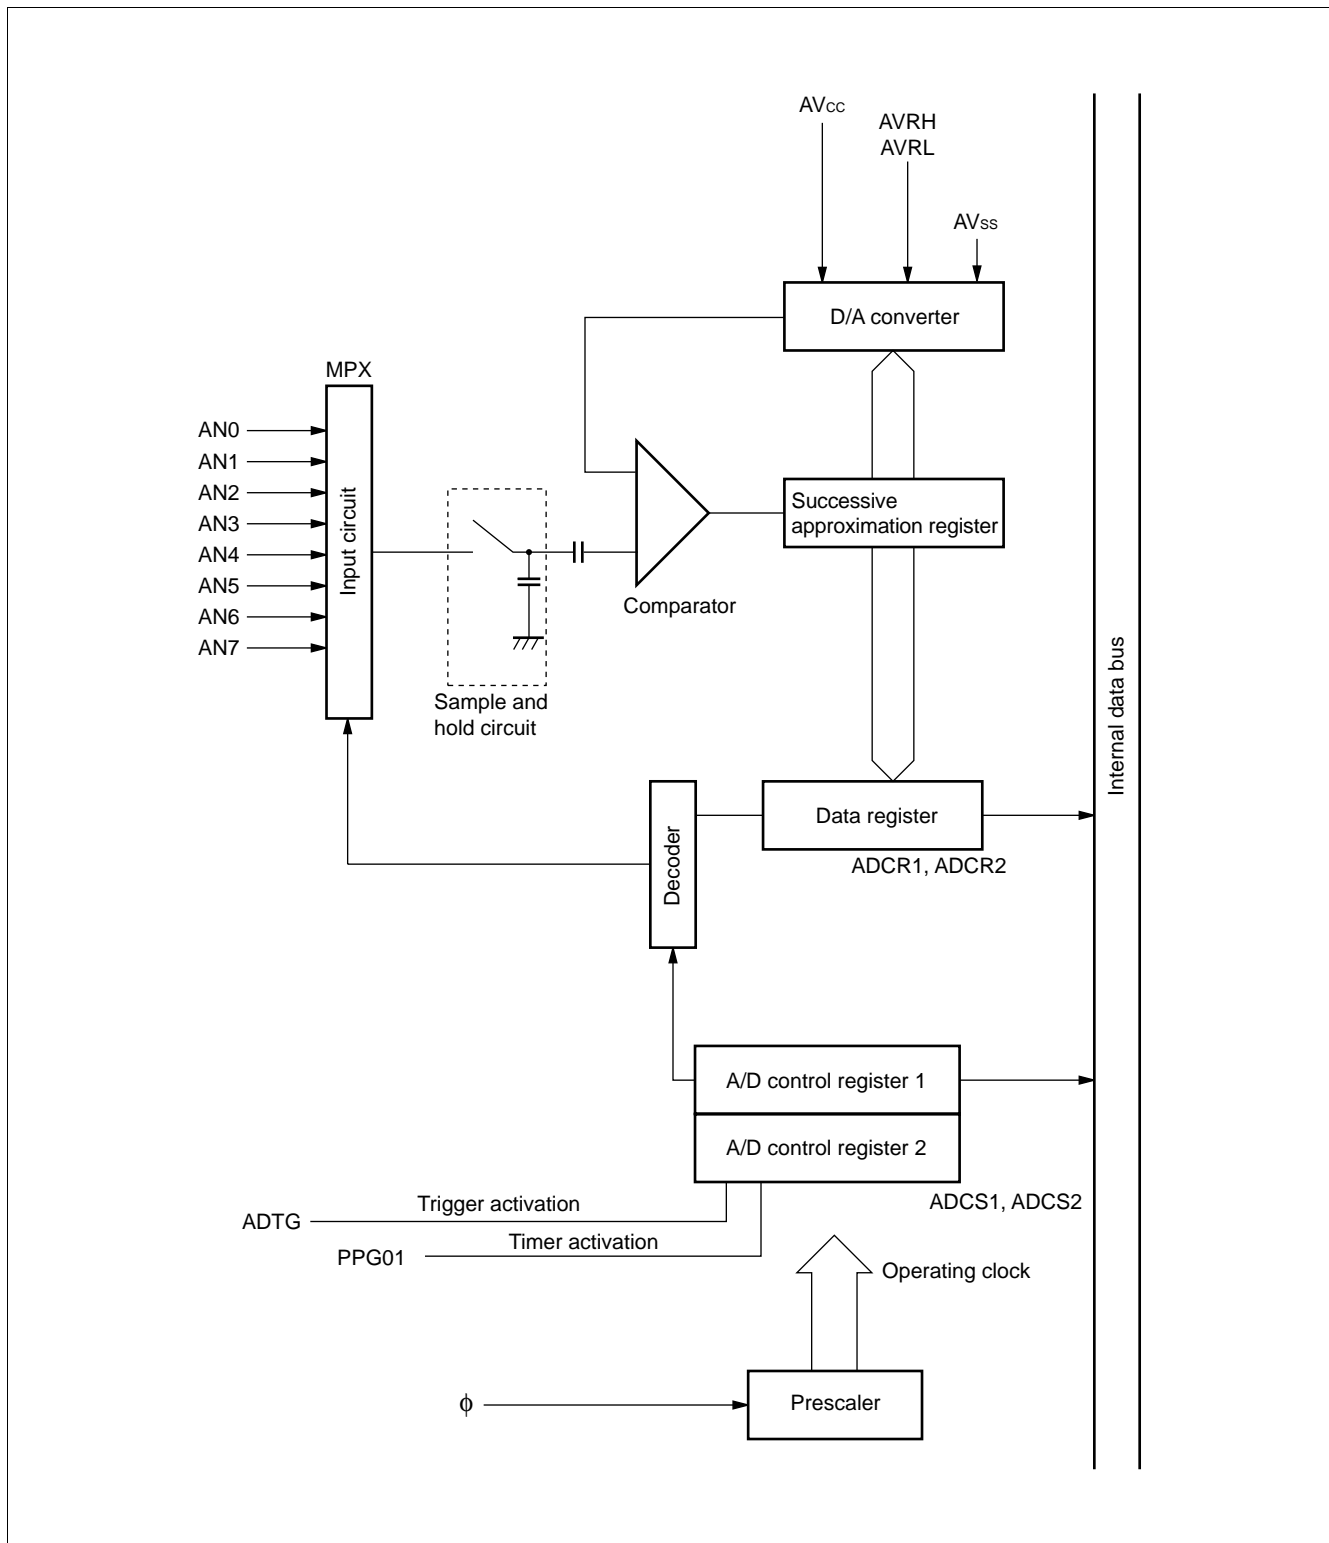 AVCC
AVRH
AVRL
AVSS
D/A converter
MPX
AN0
AN1
AN2
AN3
AN4
AN5
AN6
AN7
Input circuit
Successive
approximation register
Comparator
Sample and
hold circuit
Internal data bus
Decoder
Data register
ADCR1, ADCR2
A/D control register 1
A/D control register 2
ADCS1, ADCS2
Trigger activation
ADTG
Timer activation
PPG01
Operating clock
Prescaler
ϕ